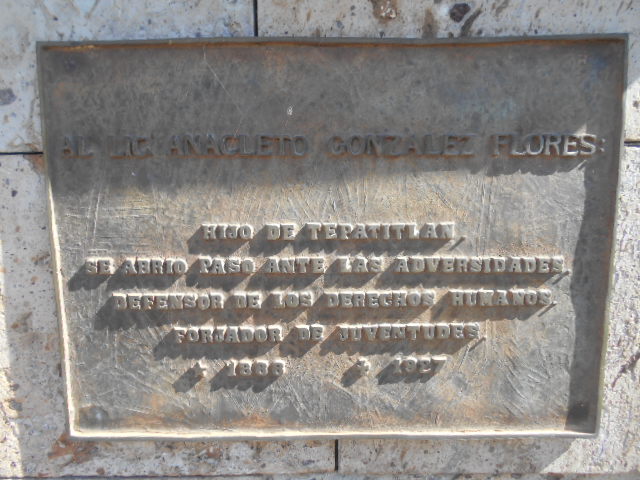 AL LIC. ANACLETO GONZALEZ FLORES.
HIJO DE TEPATITLAN,
SE ABRIO PASO ANTE LAS ADVERSIDADES,
DEFENSOR DE LOS DERECHOS HUMANOS,
FORJADOR DE JUVENTUDES.
+ 1888 + 1927